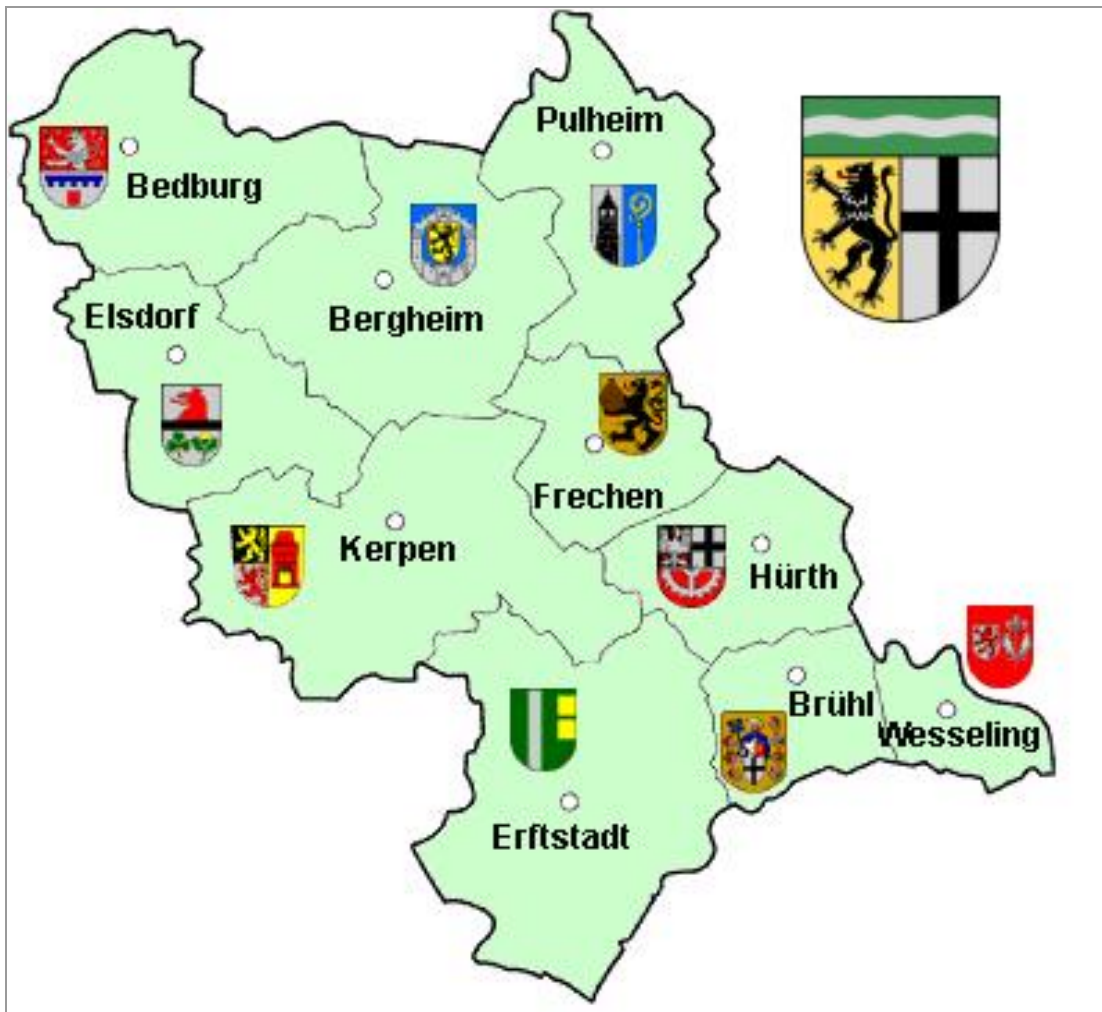 Pulheim
Bedburg
Elsdorf
Bergheim
Frechen
Kerpen
Hürth
Brühl
Wesseling
Erftstadt